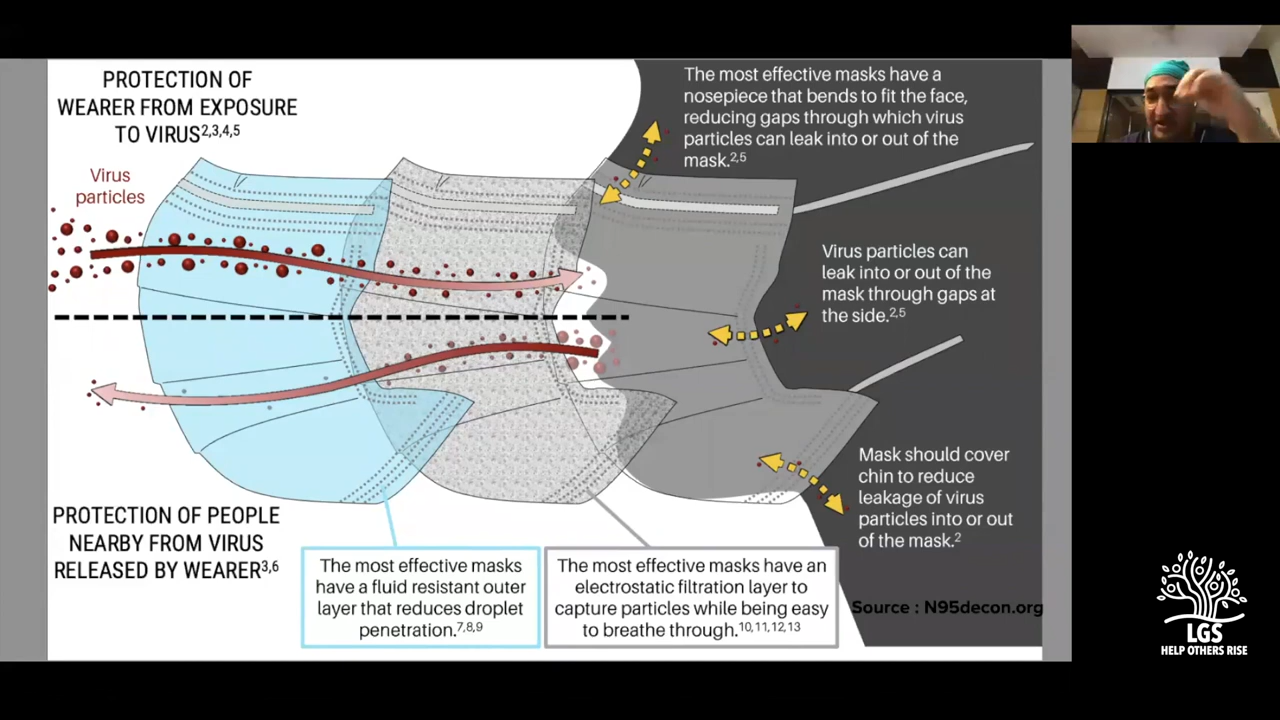 PROTECTION OF
WEARER FROM EXPOSURE
TO VIRUS2,3,4,5
Virus
particles
The most effective masks have a
nosepiece that bends to fit the face,
reducing gaps through which virus
particles can leak into or out of the
mask.2,5
Virus particles can
leak into or out of the
mask through gaps at
the side.2,5
Mask should cover
chin to reduce
leakage of virus
particles into or out
of the mask.2
PROTECTION OF PEOPLE
NEARBY FROM VIRUS
RELEASED BY WEARER3,6
The most effective masks
have a fluid resistant outer
layer that reduces droplet
penetration.7,8,9
The most effective masks have an
electrostatic filtration layer to
capture particles while being easy
to breathe through.10,11,12,13
Source : N95decon.org
LGS
HELP OTHERS RISE